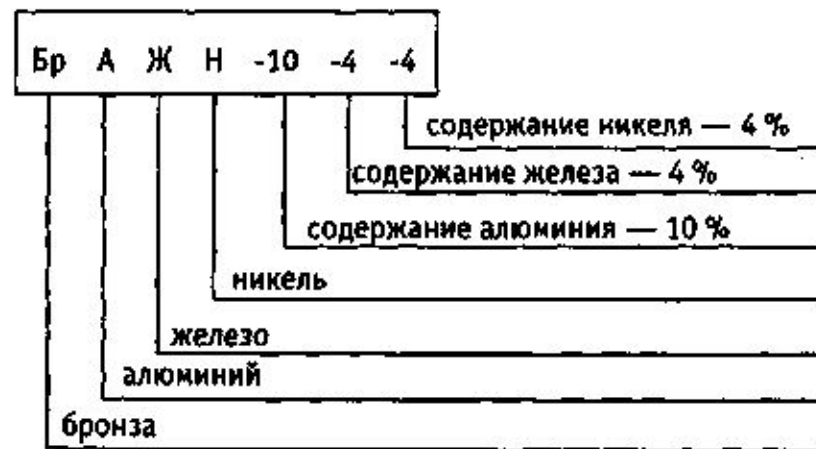 Бр А Ж Н -10 -4 -4
содержание никеля — 4 %
содержание железа — 4 %
содержание алюминия — 10 %
никель
железо
алюминий
бронза